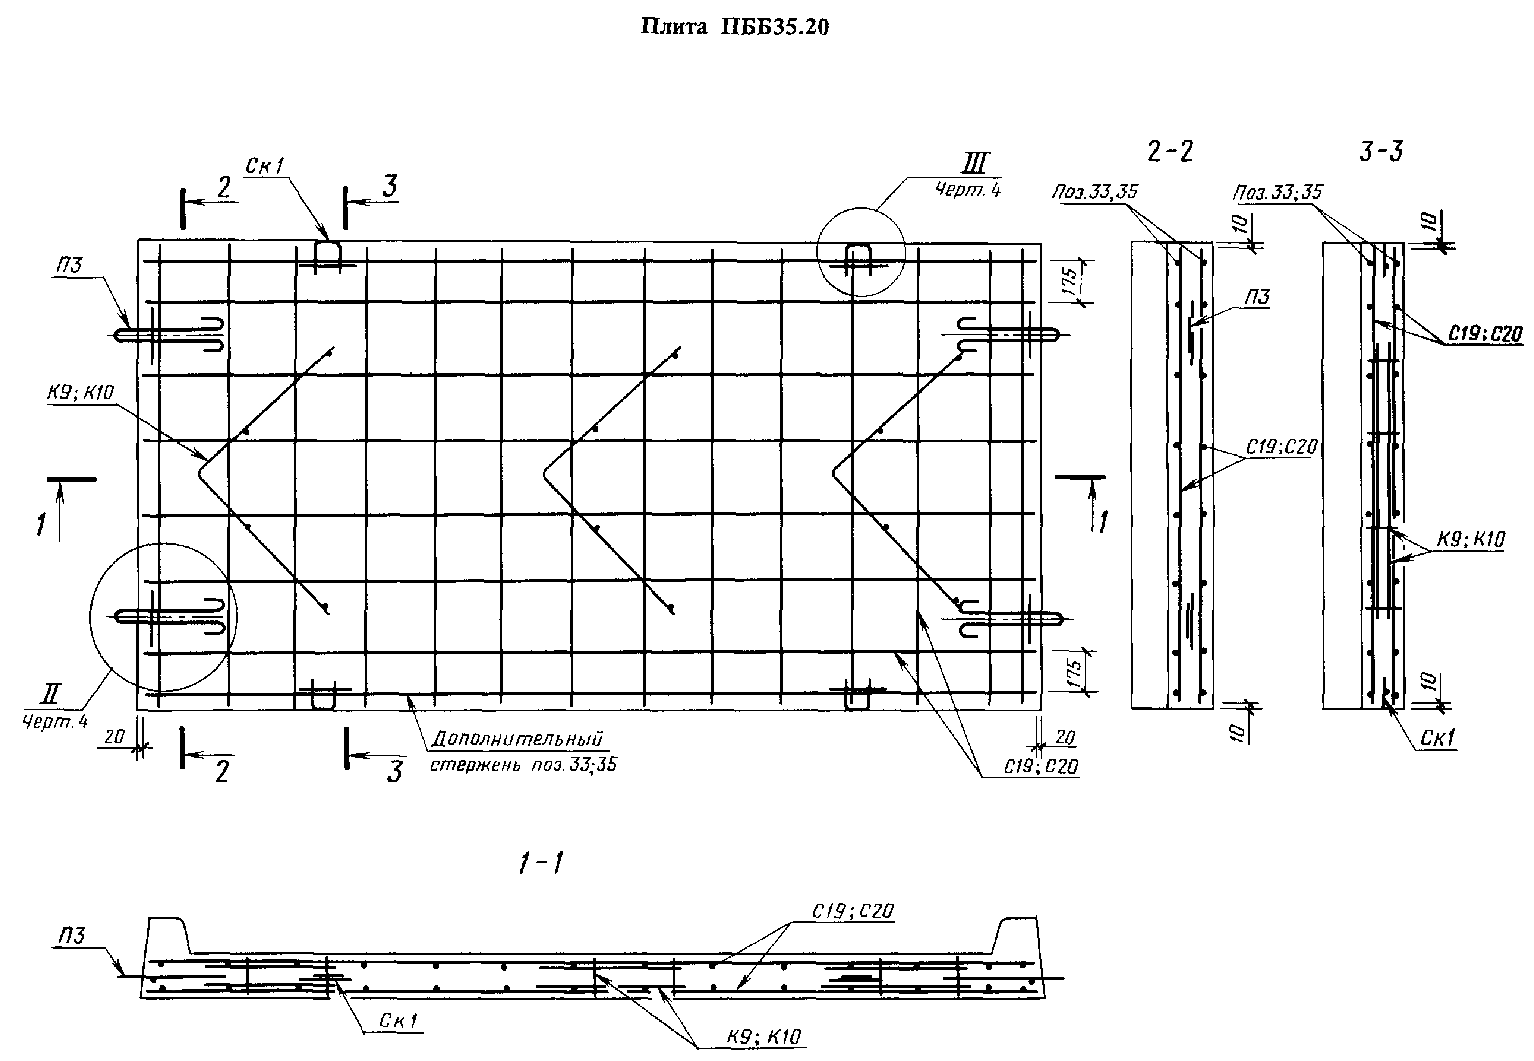 Плита ПББ35.20
Ск1
2
3
III
Черт. 4
2-2
3-3
Поз. 33,35
10
Поз. 33; 35
10
П3
175
П3
С19; С20
К9; К10
С19; С20
1
1
К9; К10
II
Черт. 4
175
10
10
20
Дополнительный
стержень поз. 33; 35
20
С19; С20
Ск1
2
3
1-1
С19; С20
П3
Ск1
К9; К10